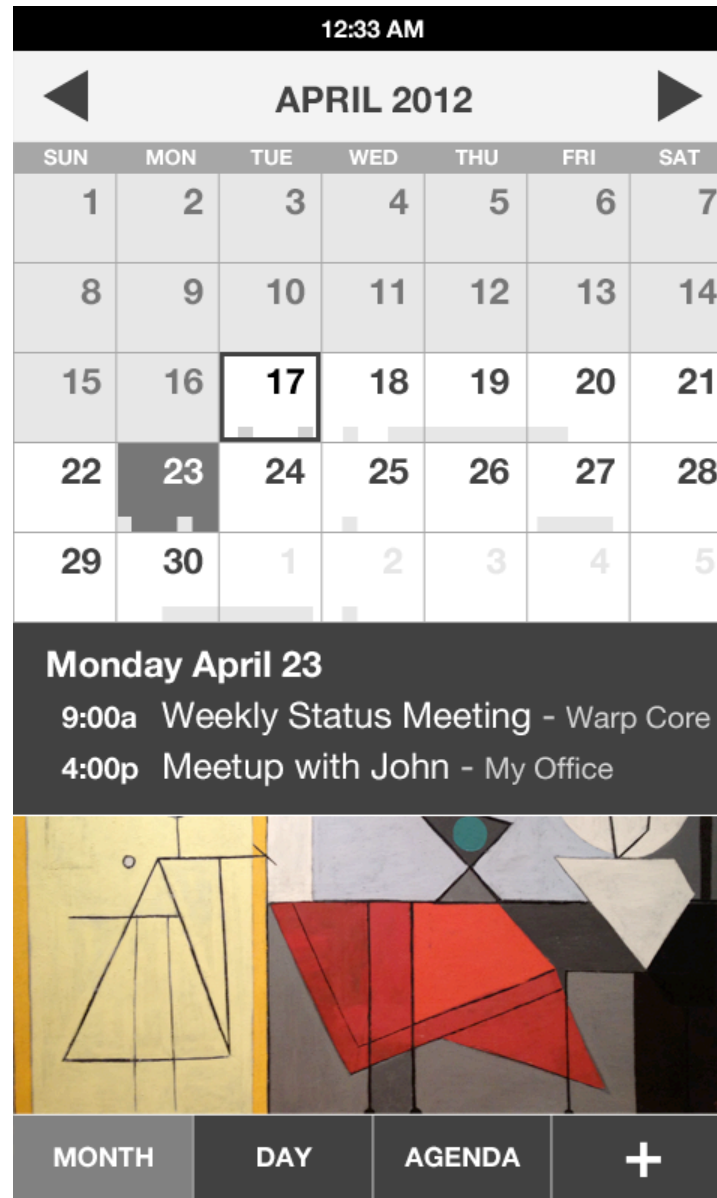 12:33 AM
APRIL 2012
SUN MON TUE WED THU FRI SAT
1 2 3 4 5 6 7
8 9 10 11 12 13 14
15 16 17 18 19 20 21
22 23 24 25 26 27 28
29 30 1 2 3 4 5
Monday April 23
9:00a Weekly Status Meeting - Warp Core
4:00p Meetup with John - My Office
MONTH DAY AGENDA +